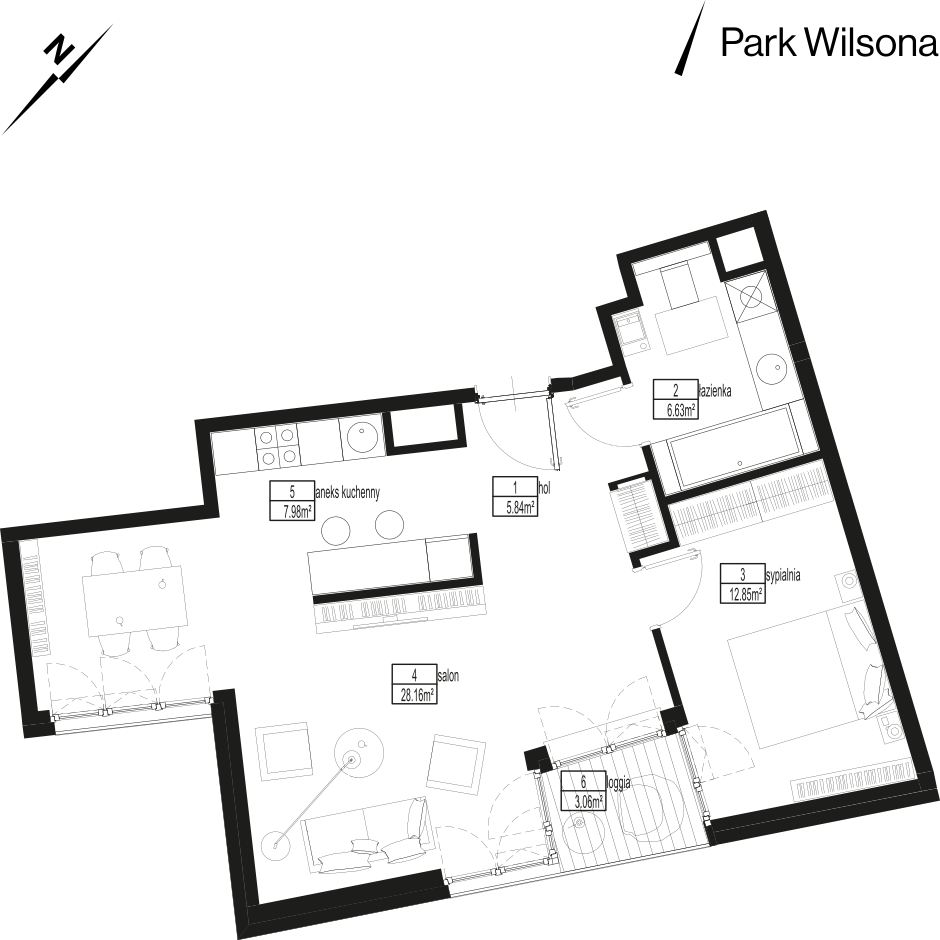 N
Park Wilsona
2 łazienka
6.63m²
5 aneks kuchenny
7.98m²
1 hol
5.84m²
3 sypialnia
12.85m²
4 salon
28.16m²
6 loggia
3.06m²